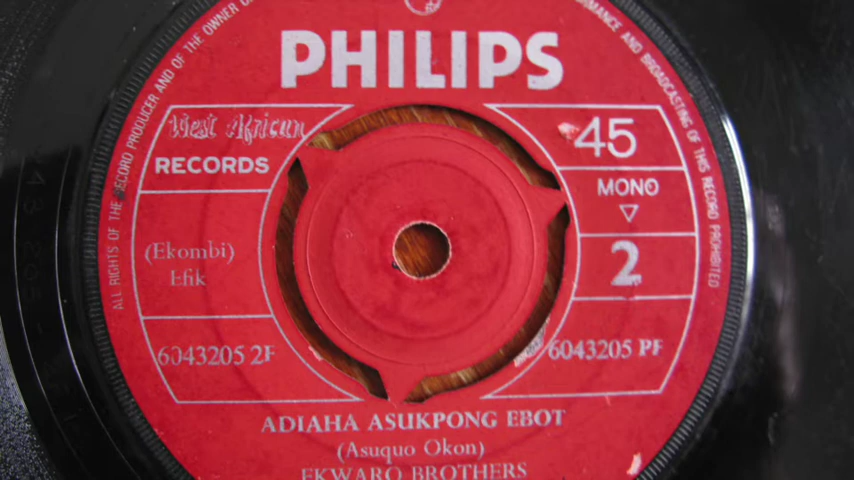 ALL RIGHTS OF THE RECORD PRODUCER AND OF THE OWNER
PERFORMANCE AND BROADCASTING OF THIS RECORD PROHIBITED
PHILIPS
West African
RECORDS
45
MONO
(Ekombi)
Efik
2
6043205 2F
6043205 PF
ADIAHA ASUKPONG EBOT
(Asuquo Okon)
EKWARO BROTHERS